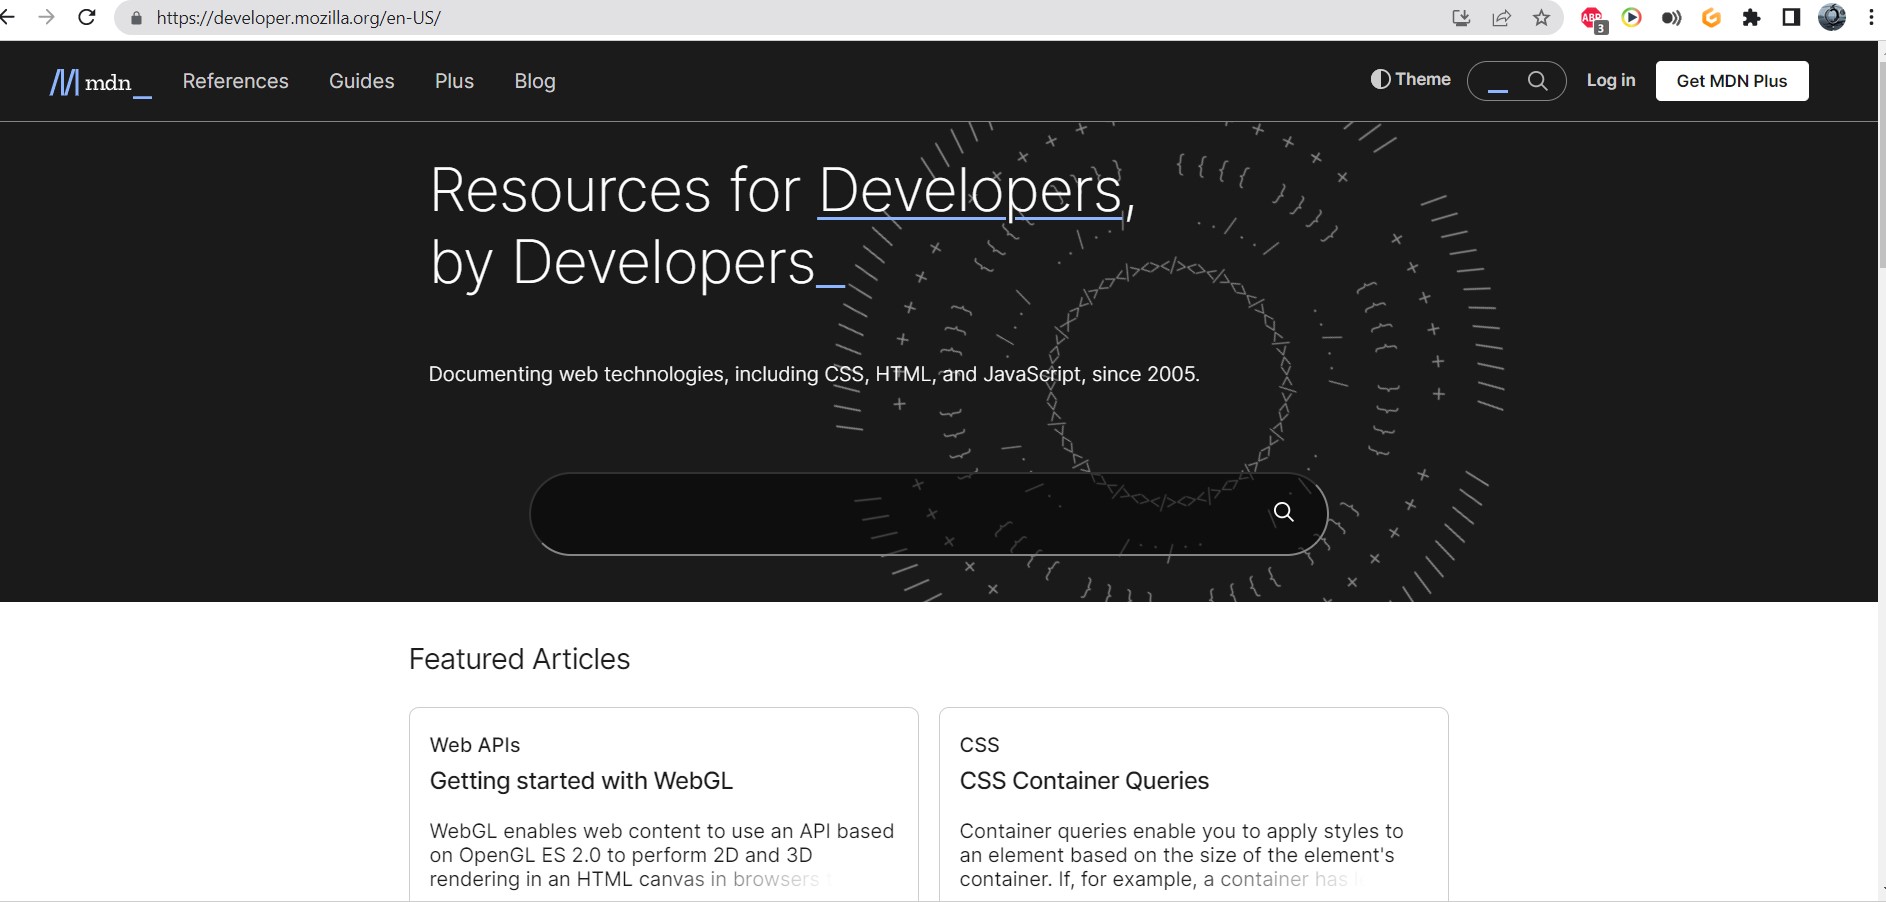 https://developer.mozilla.org/en-US/
ABP
3
mdn_
References Guides Plus Blog
Theme
Log in
Get MDN Plus
Resources for Developers,
by Developers_
Documenting web technologies, including CSS, HTML, and JavaScript, since 2005.
Featured Articles
Web APIs
Getting started with WebGL
WebGL enables web content to use an API based
on OpenGL ES 2.0 to perform 2D and 3D
rendering in an HTML canvas in browsers
CSS
CSS Container Queries
Container queries enable you to apply styles to
an element based on the size of the element's
container. If, for example, a container has